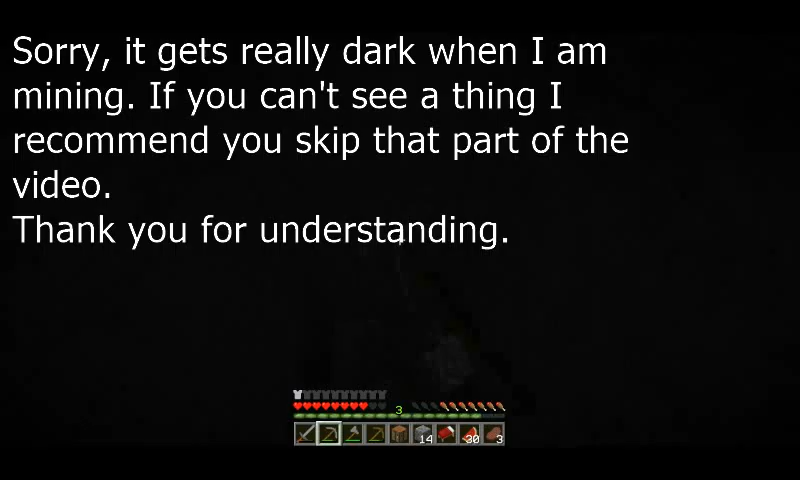 Sorry, it gets really dark when I am
mining. If you can't see a thing I
recommend you skip that part of the
video.
Thank you for understanding.
3
14 30 3